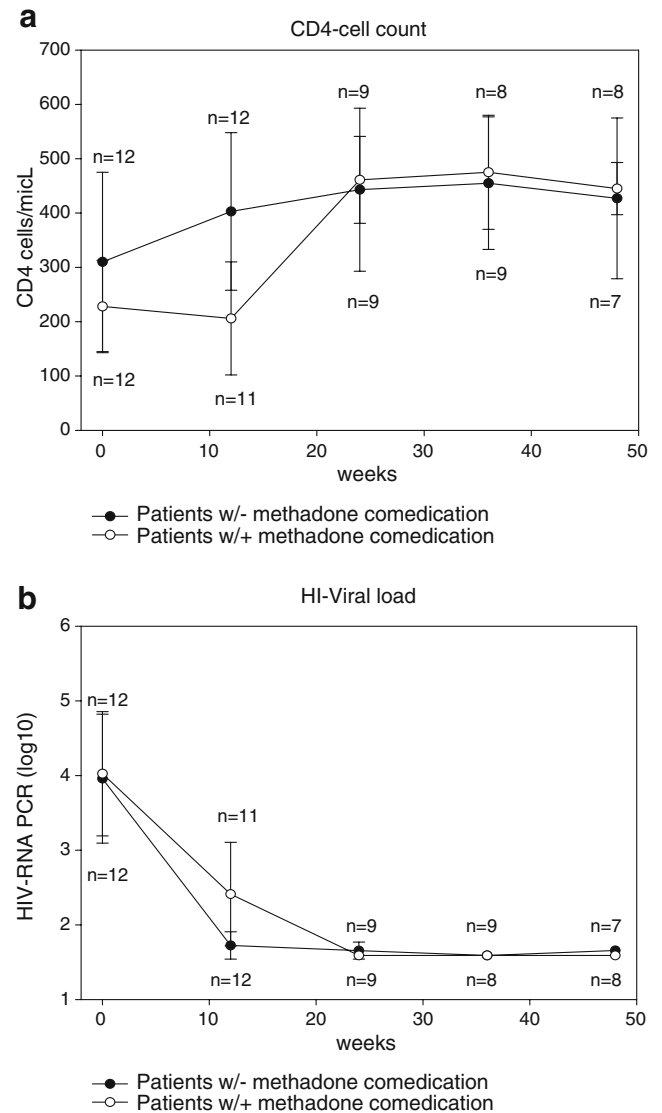 a
CD4-cell count
700
600
500
400
300
200
100
0
CD4 cells/micL
n=12
n=12
n=9
n=8
n=8
n=12
n=11
n=9
n=9
n=7
0
10
20
30
40
50
weeks
Patients w/- methadone comedication
Patients w/+ methadone comedication
b
HI-Viral load
6
5
4
3
2
1
HIV-RNA PCR (log10)
n=12
n=11
n=9
n=9
n=7
n=12
n=12
n=9
n=8
n=8
0
10
20
30
40
50
weeks
Patients w/- methadone comedication
Patients w/+ methadone comedication